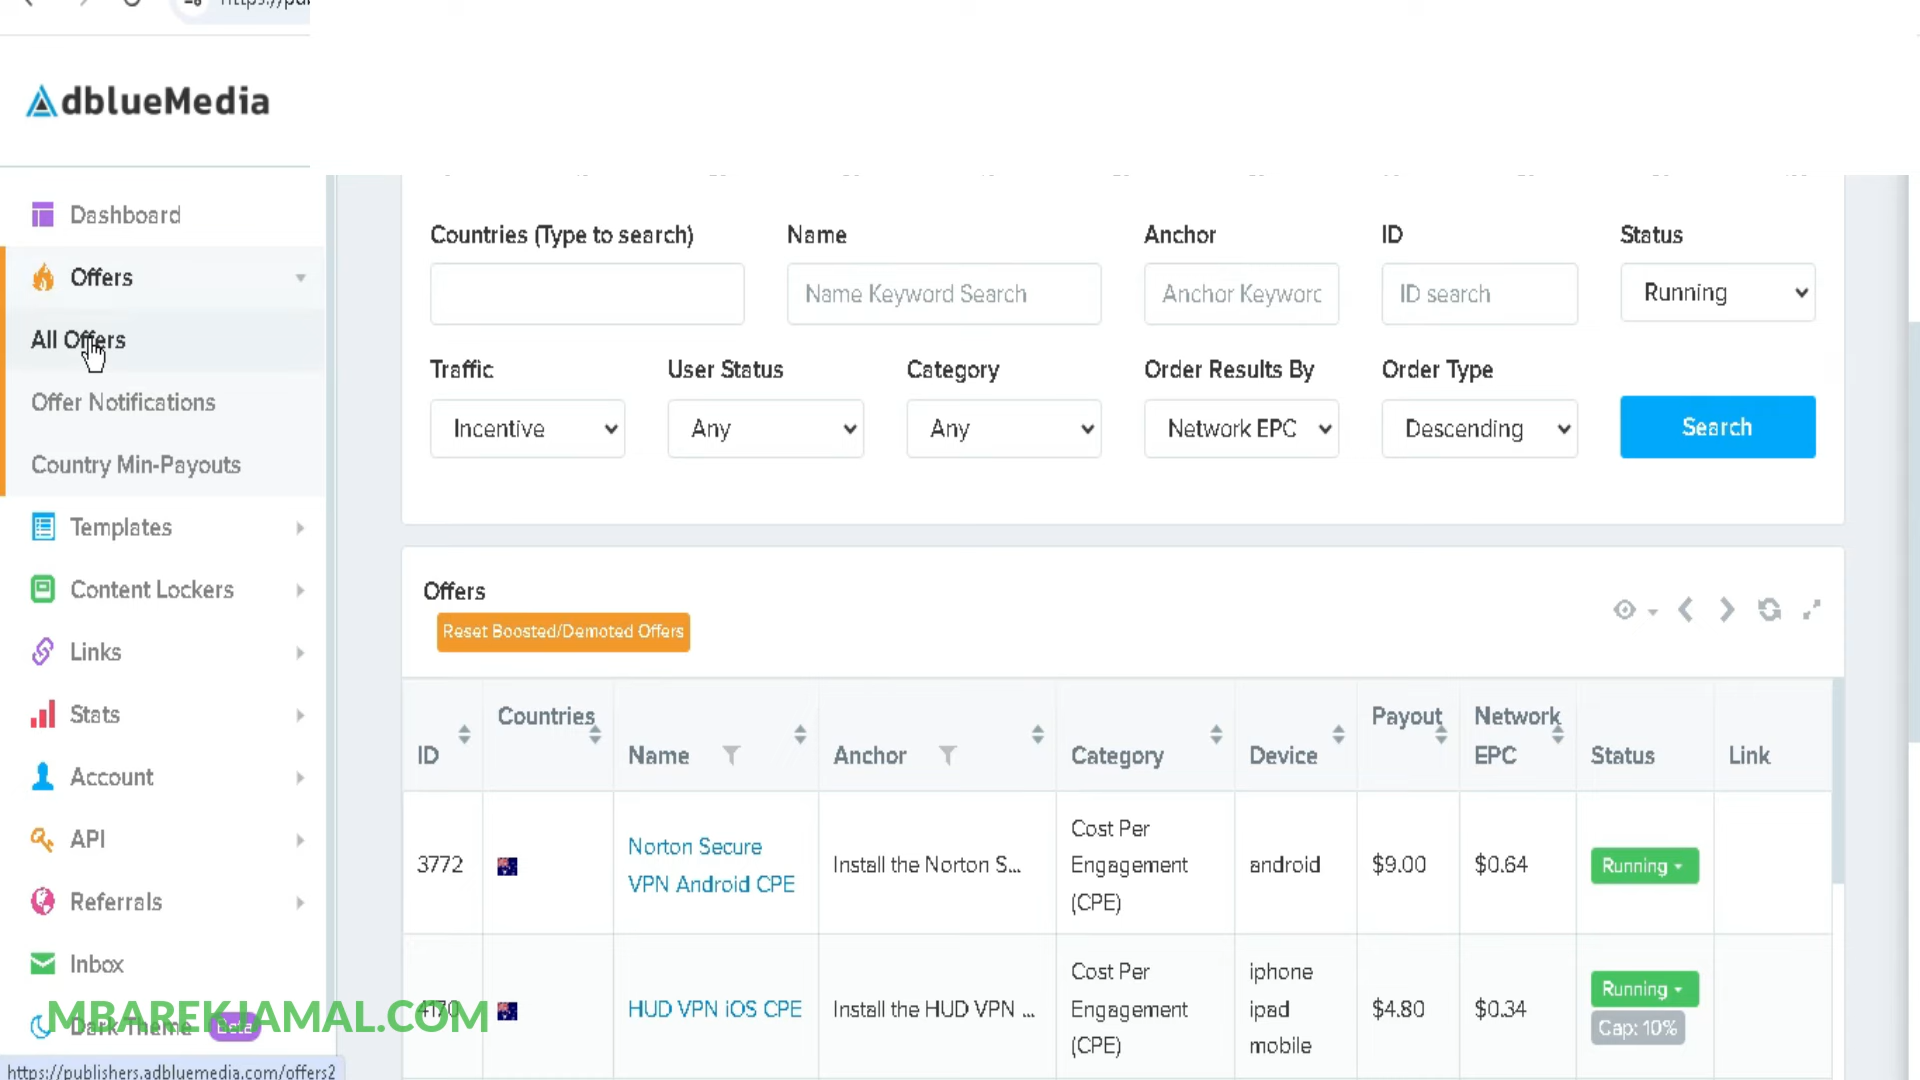 dblueMedia
Dashboard
Offers
All Offers
Offer Notifications
Country Min-Payouts
Templates
Content Lockers
Links
Stats
Account
API
Referrals
Inbox
Dark Theme Beta
MBAREKJAMAL.COM
https://publishers.adbluemedia.com/offers2
Countries (Type to search) Name Anchor ID Status
Name Keyword Search Anchor Keyworc ID search Running
Traffic User Status Category Order Results By Order Type
Incentive Any Any Network EPC Descending Search
Offers
Reset Boosted/Demoted Offers
ID Countries Name Anchor Category Device Payout Network EPC Status Link
3772 Norton Secure VPN Android CPE Install the Norton S... Cost Per Engagement (CPE) android $9.00 $0.64 Running
4170 HUD VPN iOS CPE Install the HUD VPN ... Cost Per Engagement (CPE) iphone ipad mobile $4.80 $0.34 Running Cap: 10%